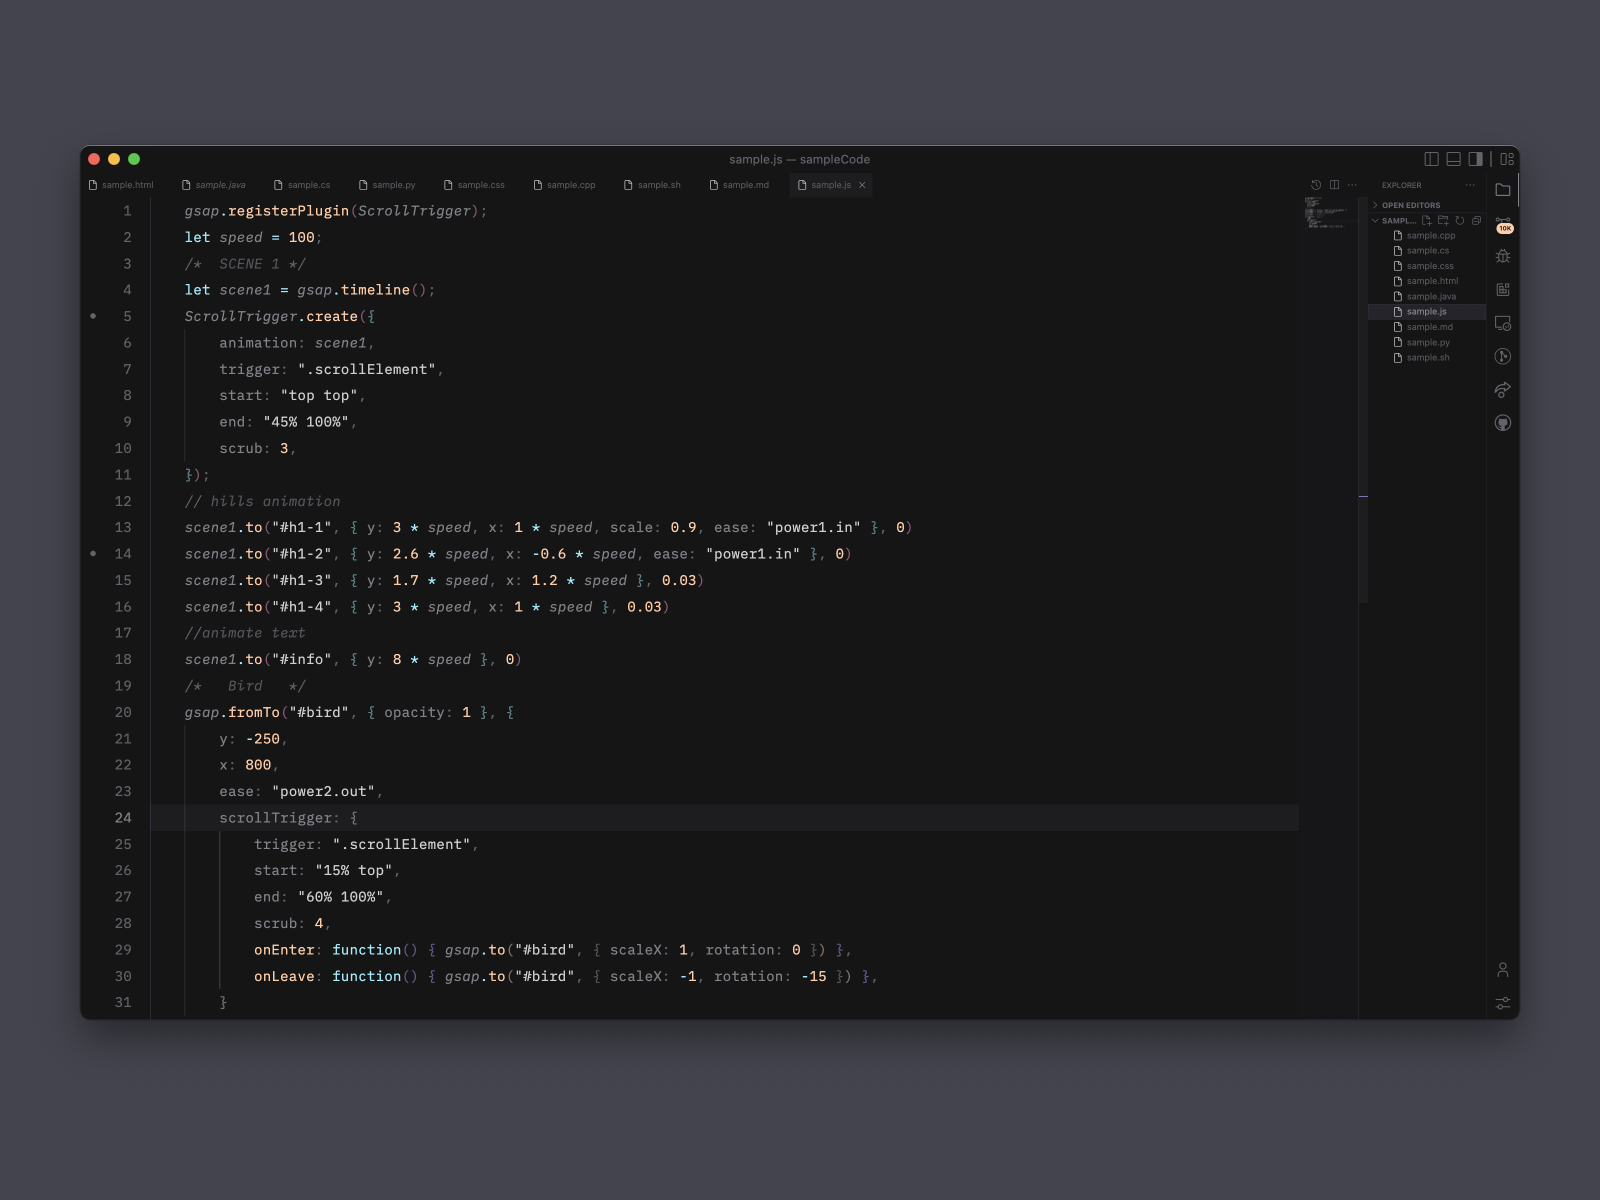 sample.js — sampleCode
sample.html sample.java sample.cs sample.py sample.css sample.cpp sample.sh sample.md sample.js
EXPLORER
OPEN EDITORS
SAMPL...
sample.cpp
sample.cs
sample.css
sample.html
sample.java
sample.js
sample.md
sample.py
sample.sh
10K
1 gsap.registerPlugin(ScrollTrigger);
2 let speed = 100;
3 /*  SCENE 1 */
4 let scene1 = gsap.timeline();
5 ScrollTrigger.create({
6     animation: scene1,
7     trigger: ".scrollElement",
8     start: "top top",
9     end: "45% 100%",
10     scrub: 3,
11 });
12 // hills animation
13 scene1.to("#h1-1", { y: 3 * speed, x: 1 * speed, scale: 0.9, ease: "power1.in" }, 0)
14 scene1.to("#h1-2", { y: 2.6 * speed, x: -0.6 * speed, ease: "power1.in" }, 0)
15 scene1.to("#h1-3", { y: 1.7 * speed, x: 1.2 * speed }, 0.03)
16 scene1.to("#h1-4", { y: 3 * speed, x: 1 * speed }, 0.03)
17 //animate text
18 scene1.to("#info", { y: 8 * speed }, 0)
19 /*   Bird   */
20 gsap.fromTo("#bird", { opacity: 1 }, {
21     y: -250,
22     x: 800,
23     ease: "power2.out",
24     scrollTrigger: {
25         trigger: ".scrollElement",
26         start: "15% top",
27         end: "60% 100%",
28         scrub: 4,
29         onEnter: function() { gsap.to("#bird", { scaleX: 1, rotation: 0 }) },
30         onLeave: function() { gsap.to("#bird", { scaleX: -1, rotation: -15 }) },
31     }